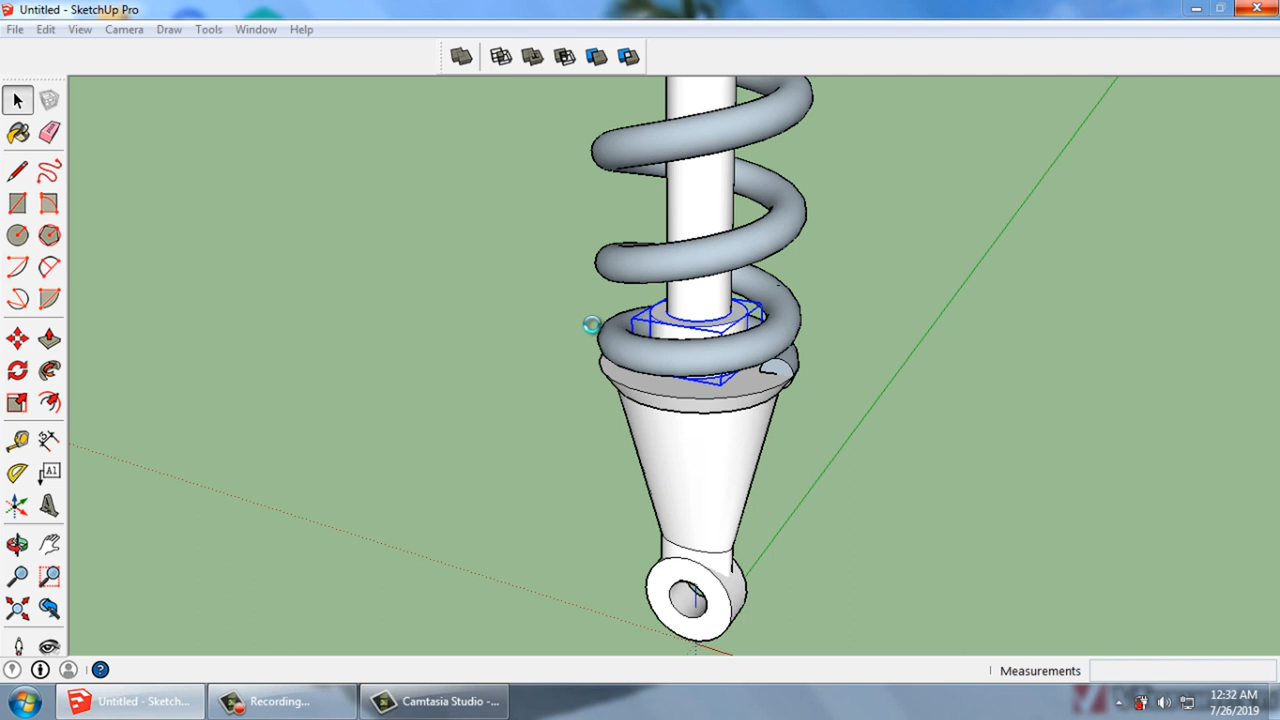 Untitled - SketchUp Pro
File Edit View Camera Draw Tools Window Help
A1
Measurements
Untitled - Sketch...
Recording...
Camtasia Studio -...
12:32 AM
7/26/2019